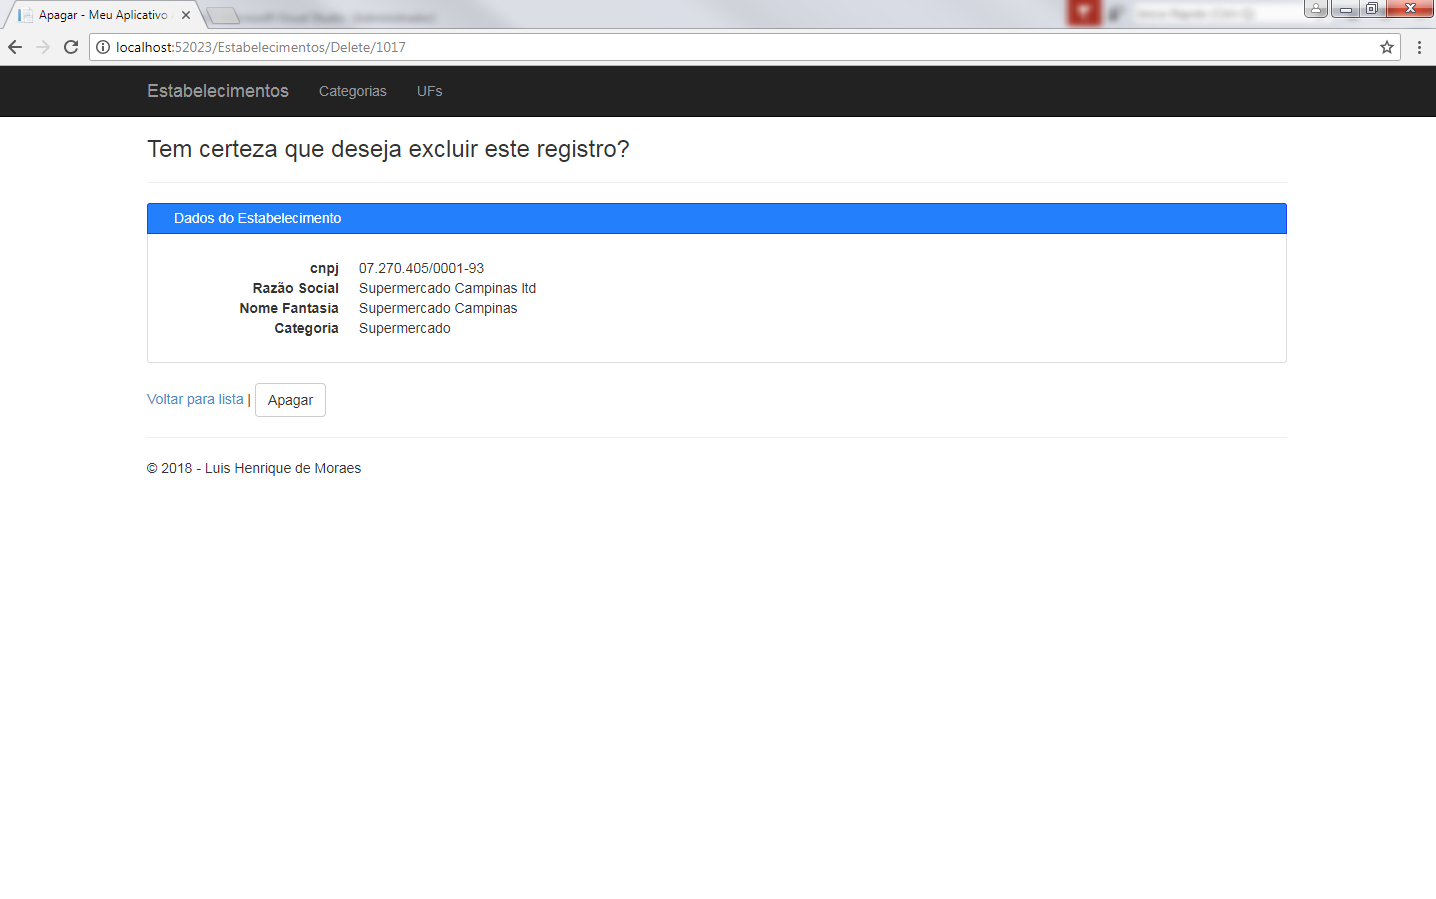 Apagar - Meu Aplicativo
localhost:52023/Estabelecimentos/Delete/1017
Estabelecimentos Categorias UFs
Tem certeza que deseja excluir este registro?
Dados do Estabelecimento
cnpj 07.270.405/0001-93
Razão Social Supermercado Campinas ltd
Nome Fantasia Supermercado Campinas
Categoria Supermercado
Voltar para lista | Apagar
© 2018 - Luis Henrique de Moraes